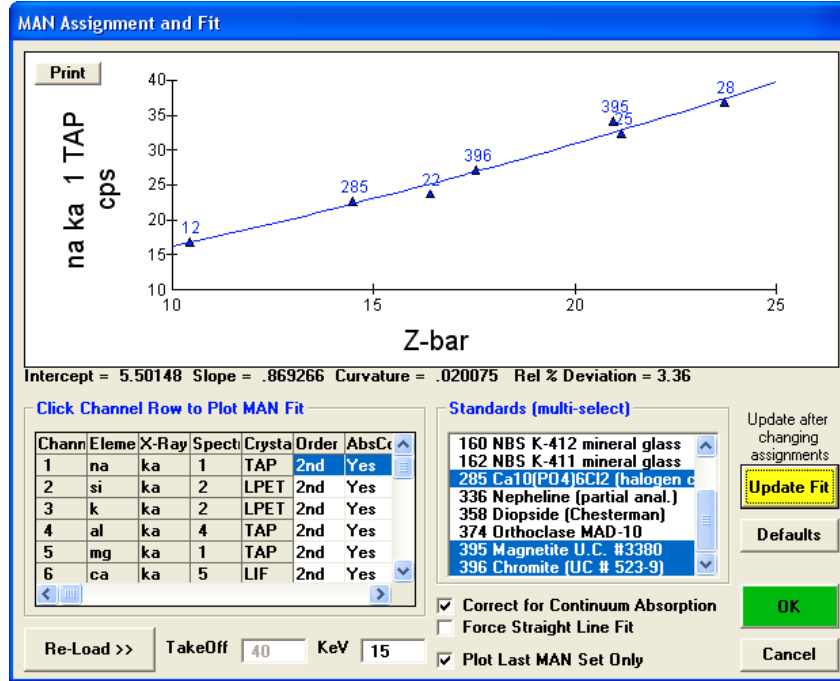 MAN Assignment and Fit
Print
na ka 1 TAP
cps
40
35
30
25
20
15
10
10 15 20 25
12
285
22
396
395
25
28
Z-bar
Intercept = 5.50148 Slope = .869266 Curvature = .020075 Rel % Deviation = 3.36
Click Channel Row to Plot MAN Fit
Chann Eleme X-Ray Spectr Crysta Order AbsCo
1 na ka 1 TAP 2nd Yes
2 si ka 2 LPET 2nd Yes
3 k ka 2 LPET 2nd Yes
4 al ka 4 TAP 2nd Yes
5 mg ka 1 TAP 2nd Yes
6 ca ka 5 LIF 2nd Yes
Standards (multi-select)
160 NBS K-412 mineral glass
162 NBS K-411 mineral glass
285 Ca10(PO4)6Cl2 (halogen c
336 Nepheline (partial anal.)
358 Diopside (Chesterman)
374 Orthoclase MAD-10
395 Magnetite U.C. #3380
396 Chromite (UC # 523-9)
Update after
changing
assignments
Update Fit
Defaults
OK
Cancel
Correct for Continuum Absorption
Force Straight Line Fit
Plot Last MAN Set Only
Re-Load >> TakeOff 40 KeV 15